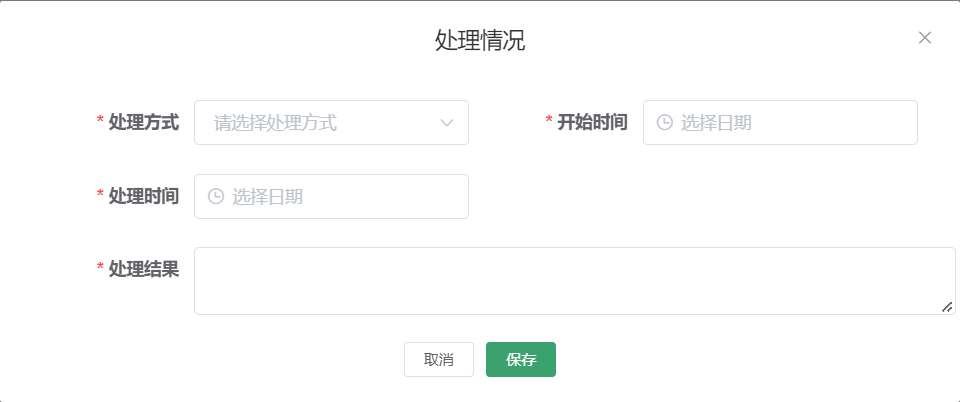 处理情况
* 处理方式 请选择处理方式 * 开始时间 选择日期
* 处理时间 选择日期
* 处理结果
取消 保存